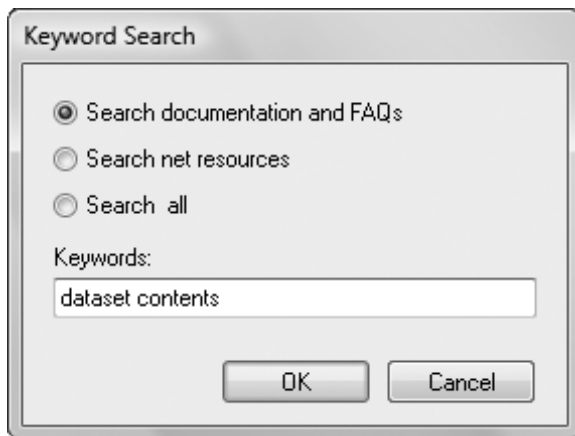 Keyword Search
Search documentation and FAQs
Search net resources
Search all
Keywords:
dataset contents
OK Cancel